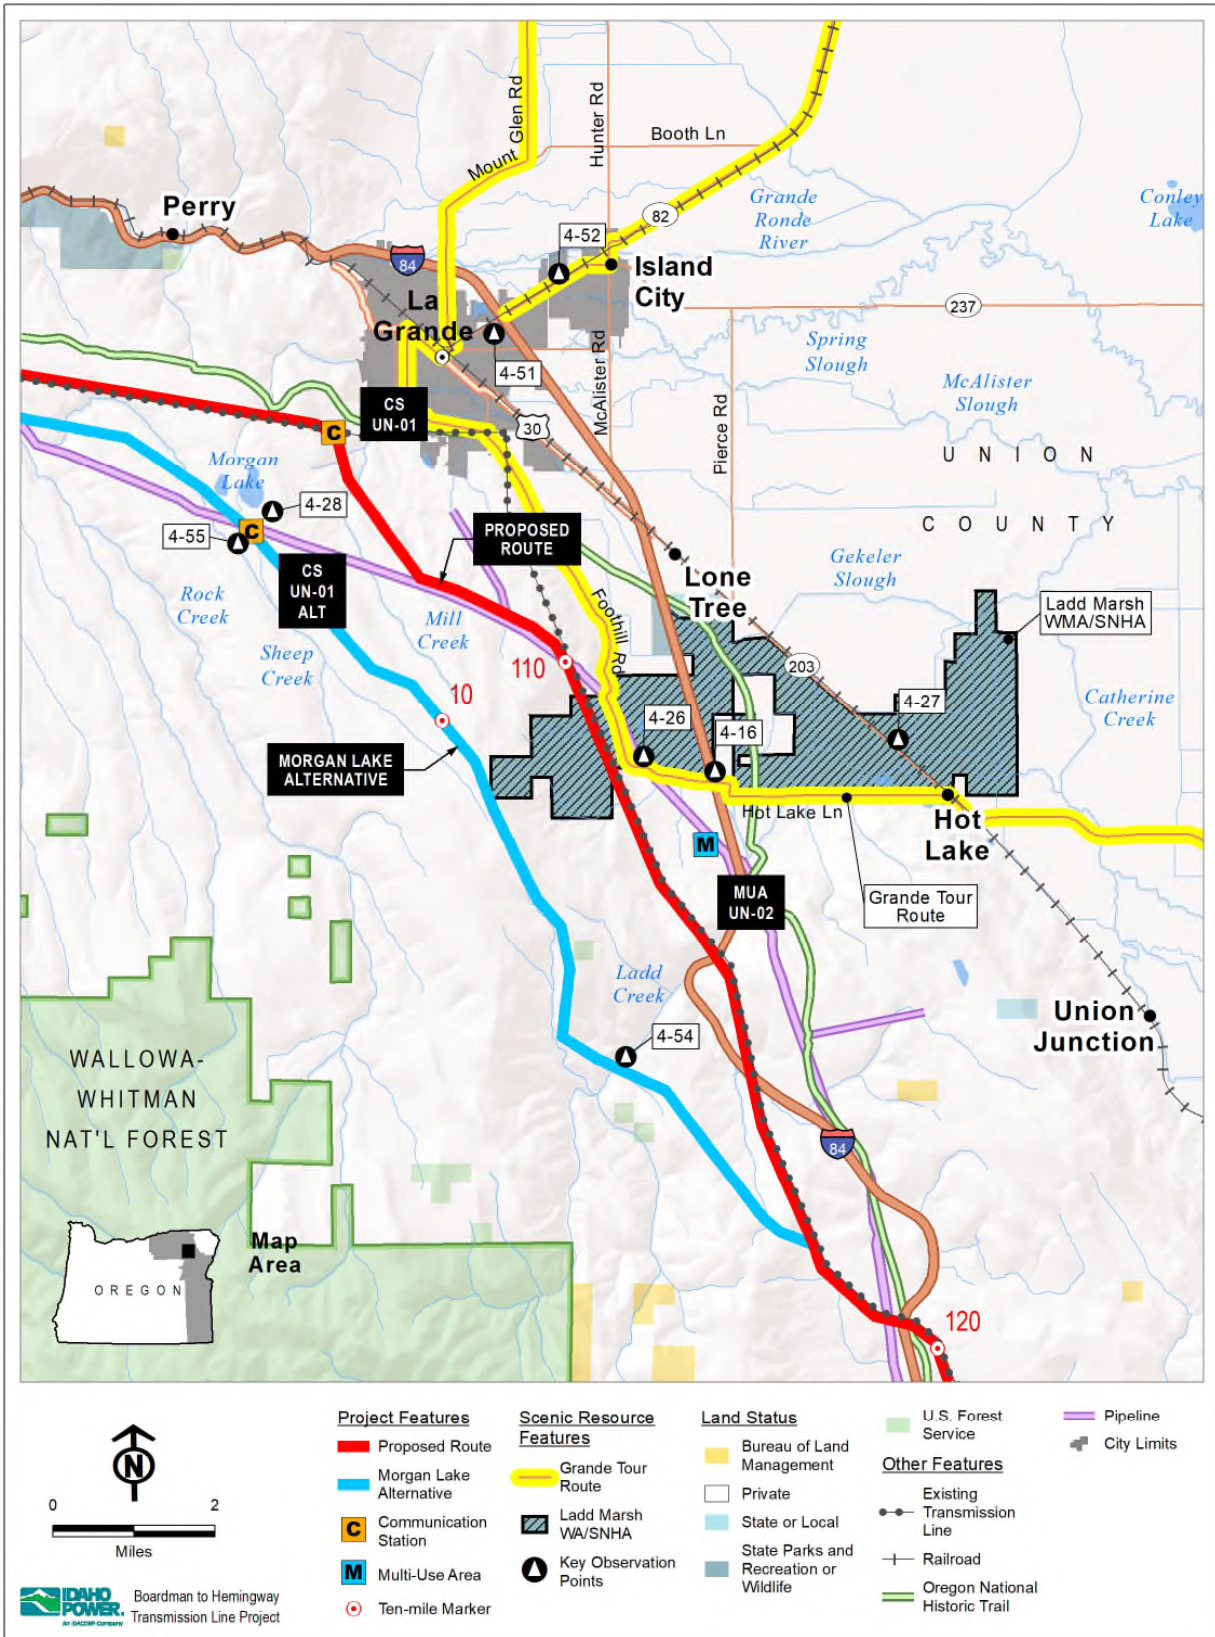 Mount
Glen Rd
Hunter Rd
Booth Ln
Perry
Grande
Ronde
River
Conley
Lake
82
4-52
84
Island
City
La
Grande
237
Spring
Slough
4-51
McAlister Rd
McAlister
Slough
CS
UN-01
30
Pierce Rd
UNION
COUNTY
C
Morgan
Lake
4-28
4-55
C
PROPOSED
ROUTE
CS
UN-01
ALT
Gekeler
Slough
Lone
Tree
Rock
Creek
Mill
Creek
Foothill Rd
Ladd Marsh
WMA/SNHA
Sheep
Creek
110
203
10
4-27
Catherine
Creek
4-26
4-16
MORGAN LAKE
ALTERNATIVE
Hot Lake Ln
Hot
Lake
M
MUA
UN-02
Grande Tour
Route
Ladd
Creek
Union
Junction
4-54
WALLOWA-
WHITMAN
NAT'L FOREST
84
Map
Area
OREGON
120
N
0 2
Miles
IDAHO
POWER.
An IDACORP Company
Boardman to Hemingway
Transmission Line Project
Project Features
Proposed Route
Morgan Lake
Alternative
C
Communication
Station
M
Multi-Use Area
Ten-mile Marker
Scenic Resource
Features
Grande Tour
Route
Ladd Marsh
WA/SNHA
Key Observation
Points
Land Status
Bureau of Land
Management
Private
State or Local
State Parks and
Recreation or
Wildlife
U.S. Forest
Service
Other Features
Existing
Transmission
Line
Railroad
Oregon National
Historic Trail
Pipeline
City Limits